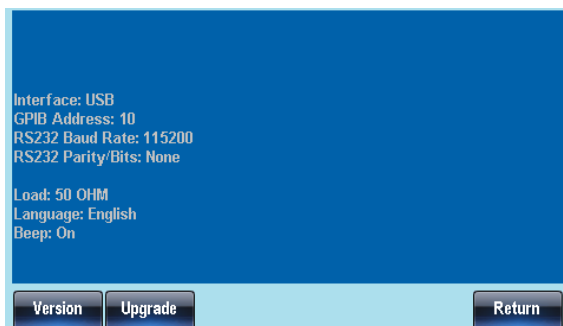 Interface: USB
GPIB Address: 10
RS232 Baud Rate: 115200
RS232 Parity/Bits: None
Load: 50 OHM
Language: English
Beep: On
Version Upgrade Return